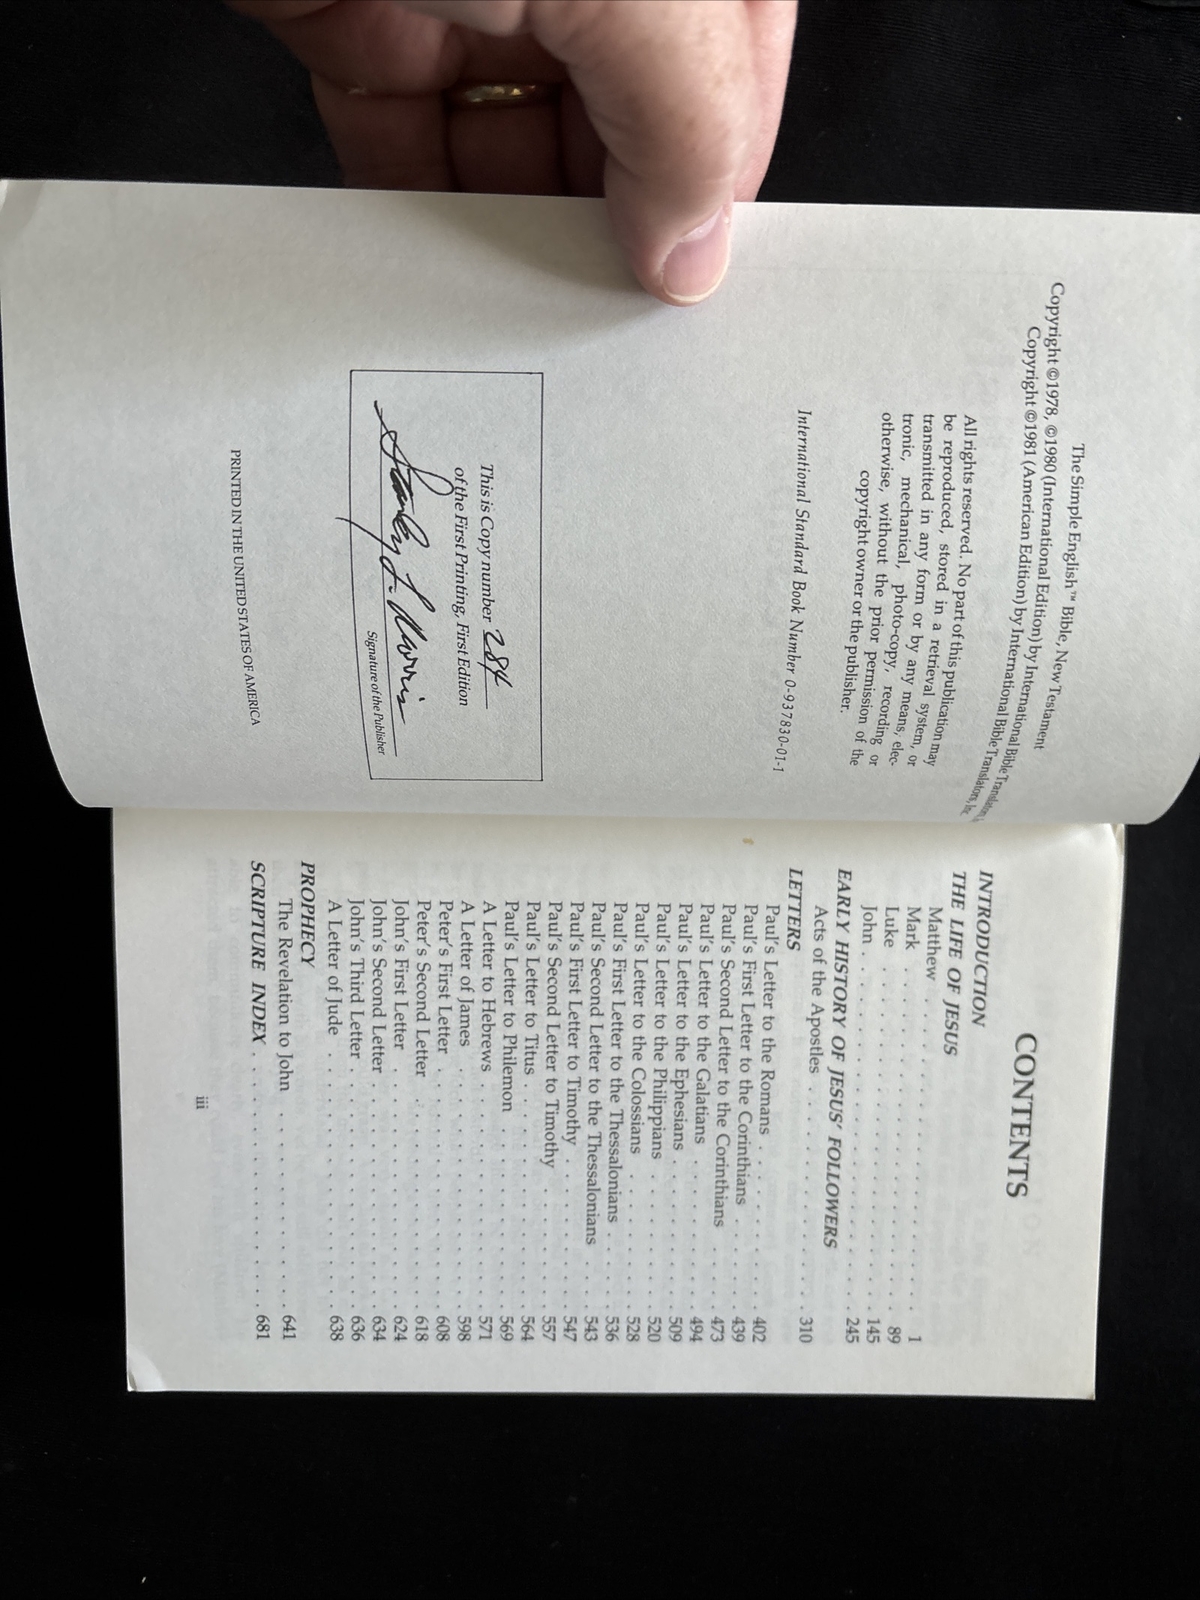 The Simple English™ Bible, New Testament
Copyright ©1978, ©1980 (International Edition) by International Bible Translators, Inc.
Copyright ©1981 (American Edition) by International Bible Translators, Inc.
All rights reserved. No part of this publication may
be reproduced, stored in a retrieval system, or
transmitted in any form or by any means, elec-
tronic, mechanical, photo-copy, recording or
otherwise, without the prior permission of the
copyright owner or the publisher.
International Standard Book Number 0-937830-01-1
This is Copy number 284
of the First Printing, First Edition
Stanley L. Morris
Signature of the Publisher
PRINTED IN THE UNITED STATES OF AMERICA
CONTENTS
INTRODUCTION
THE LIFE OF JESUS
Matthew . . . . . . . . . . . . . . . . . . . . 1
Mark . . . . . . . . . . . . . . . . . . . . 89
Luke . . . . . . . . . . . . . . . . . . . . 145
John . . . . . . . . . . . . . . . . . . . . 245
EARLY HISTORY OF JESUS' FOLLOWERS
Acts of the Apostles . . . . . . . . . . . . . 310
LETTERS
Paul's Letter to the Romans . . . . . . . . . . 402
Paul's First Letter to the Corinthians . . . . . . 439
Paul's Second Letter to the Corinthians . . . . . 473
Paul's Letter to the Galatians . . . . . . . . . 494
Paul's Letter to the Ephesians . . . . . . . . . 509
Paul's Letter to the Philippians . . . . . . . . 520
Paul's Letter to the Colossians . . . . . . . . 528
Paul's First Letter to the Thessalonians . . . . . 536
Paul's Second Letter to the Thessalonians . . . . 543
Paul's First Letter to Timothy . . . . . . . . . 547
Paul's Second Letter to Timothy . . . . . . . . 557
Paul's Letter to Titus . . . . . . . . . . . . 564
Paul's Letter to Philemon . . . . . . . . . . . 569
A Letter to Hebrews . . . . . . . . . . . . . 571
A Letter of James . . . . . . . . . . . . . . 598
Peter's First Letter . . . . . . . . . . . . . 608
Peter's Second Letter . . . . . . . . . . . . 618
John's First Letter . . . . . . . . . . . . . 624
John's Second Letter . . . . . . . . . . . . 634
John's Third Letter . . . . . . . . . . . . . 636
A Letter of Jude . . . . . . . . . . . . . . 638
PROPHECY
The Revelation to John . . . . . . . . . . . . 641
SCRIPTURE INDEX . . . . . . . . . . . . . . 681
iii